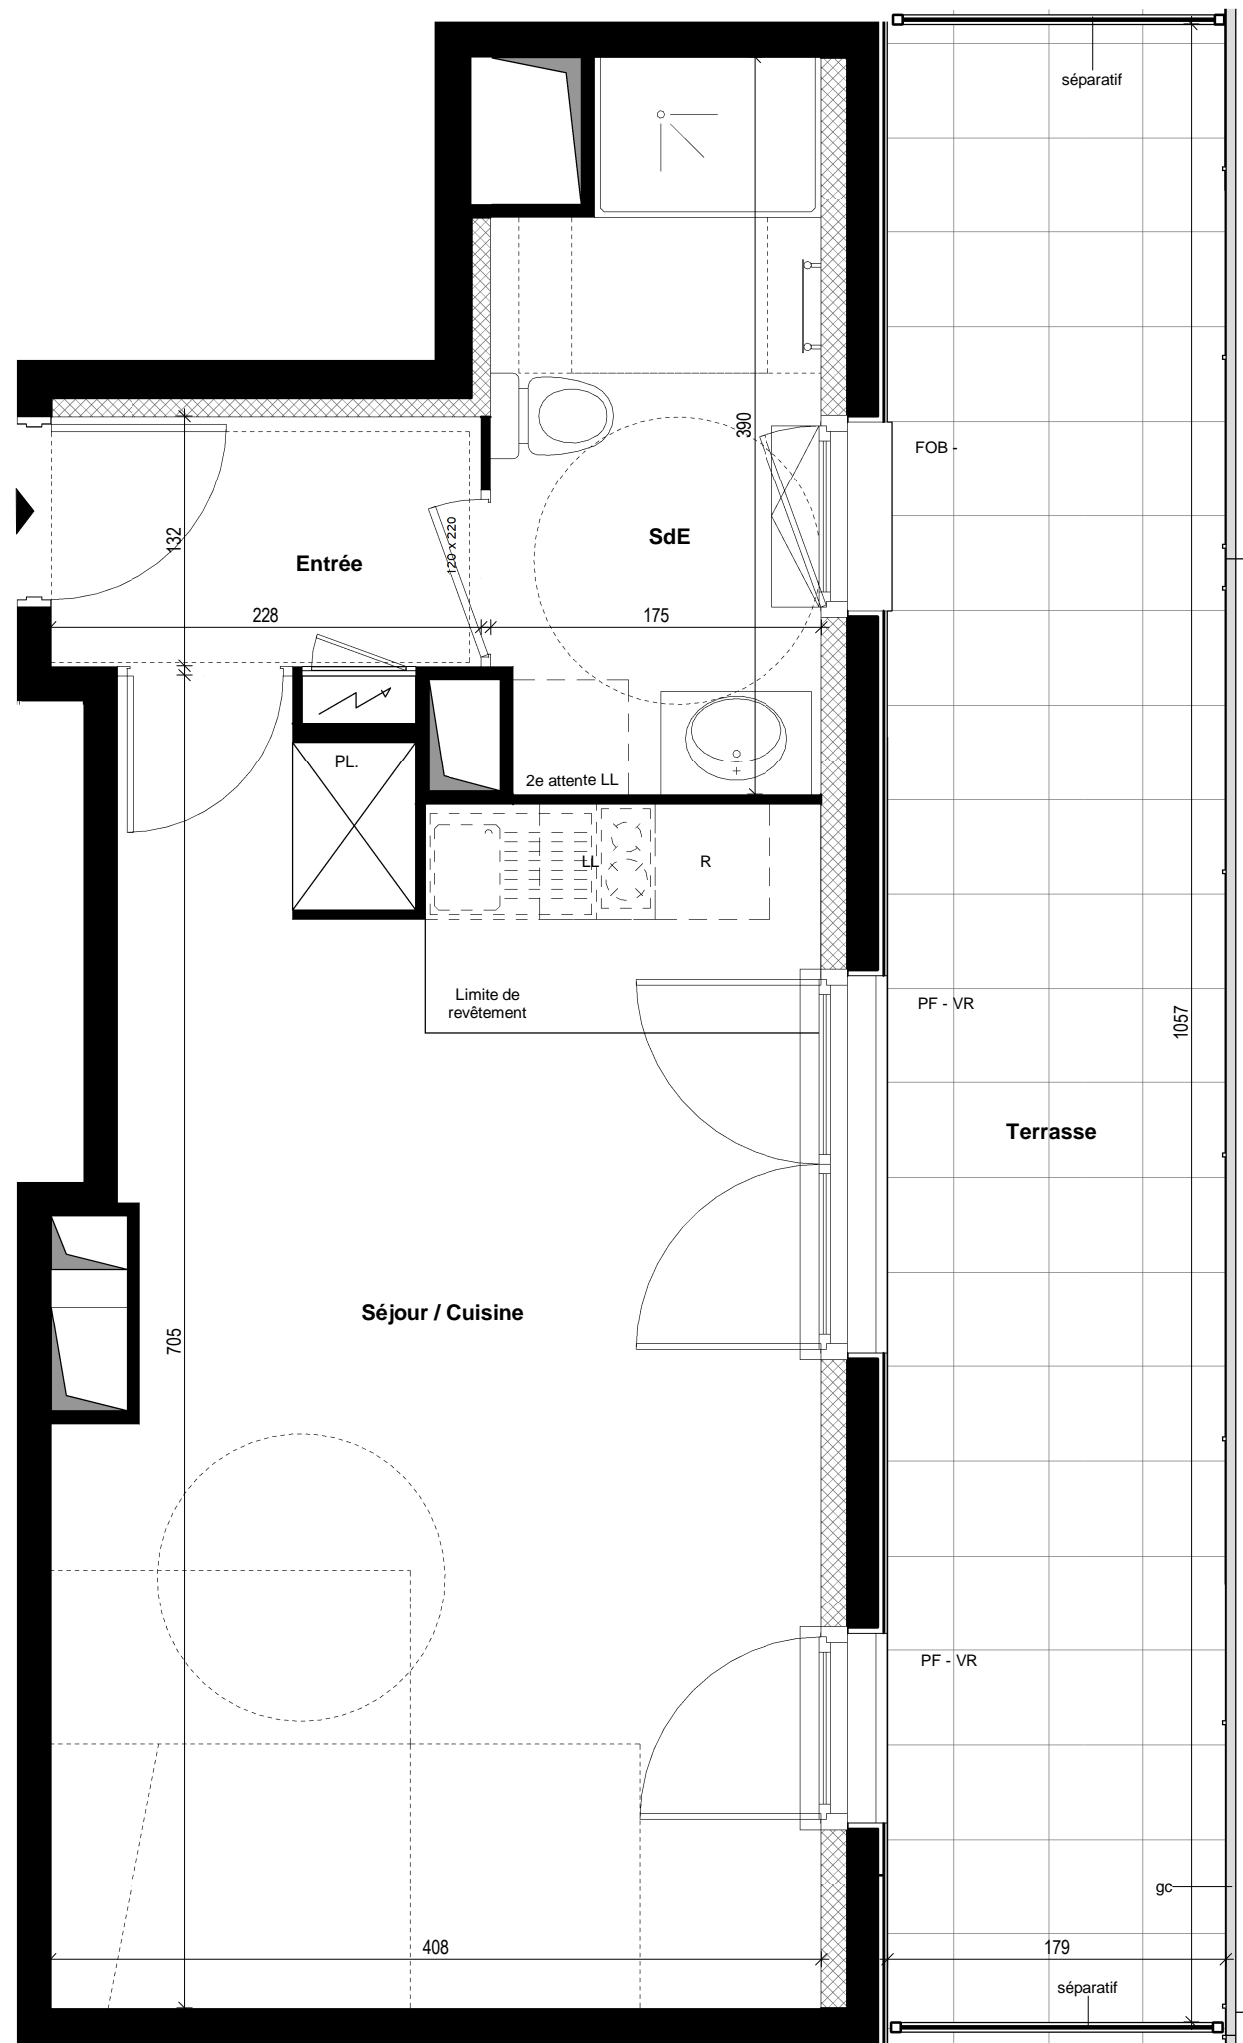 séparatif
390
FOB -
132
120 x 220
SdE
Entrée
228
175
PL.
2e attente LL
LL
R
Limite de
revêtement
PF - VR
1057
Terrasse
Séjour / Cuisine
705
PF - VR
gc
408
179
séparatif